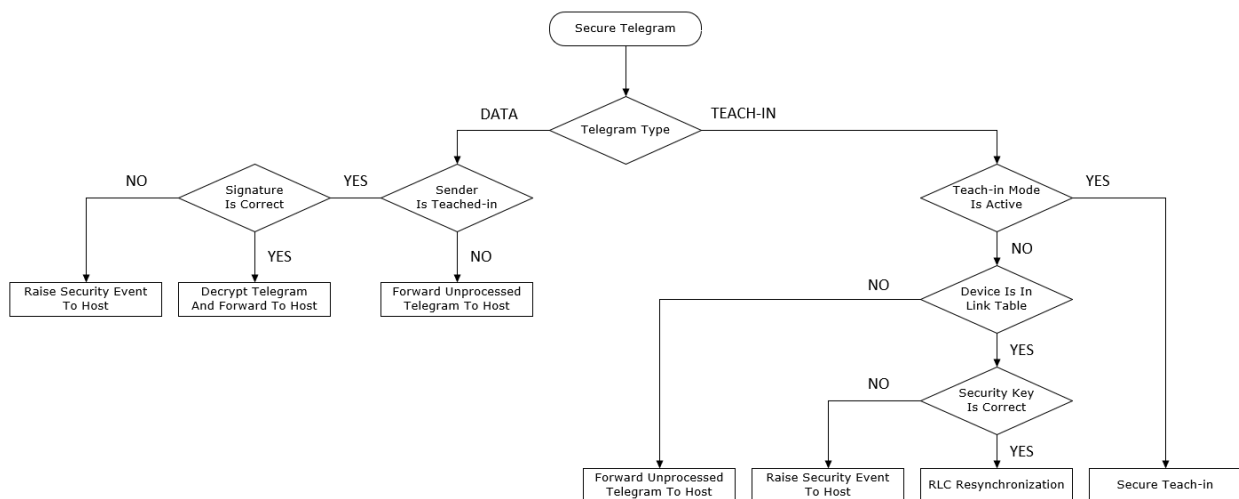 Secure Telegram
DATA
TEACH-IN
Telegram Type
NO
Signature
Is Correct
YES
Sender
Is Teached-in
Teach-in Mode
Is Active
YES
YES
NO
NO
Raise Security Event
To Host
Decrypt Telegram
And Forward To Host
Forward Unprocessed
Telegram To Host
NO
Device Is In
Link Table
YES
NO
Security Key
Is Correct
YES
Forward Unprocessed
Telegram To Host
Raise Security Event
To Host
RLC Resynchronization
Secure Teach-in